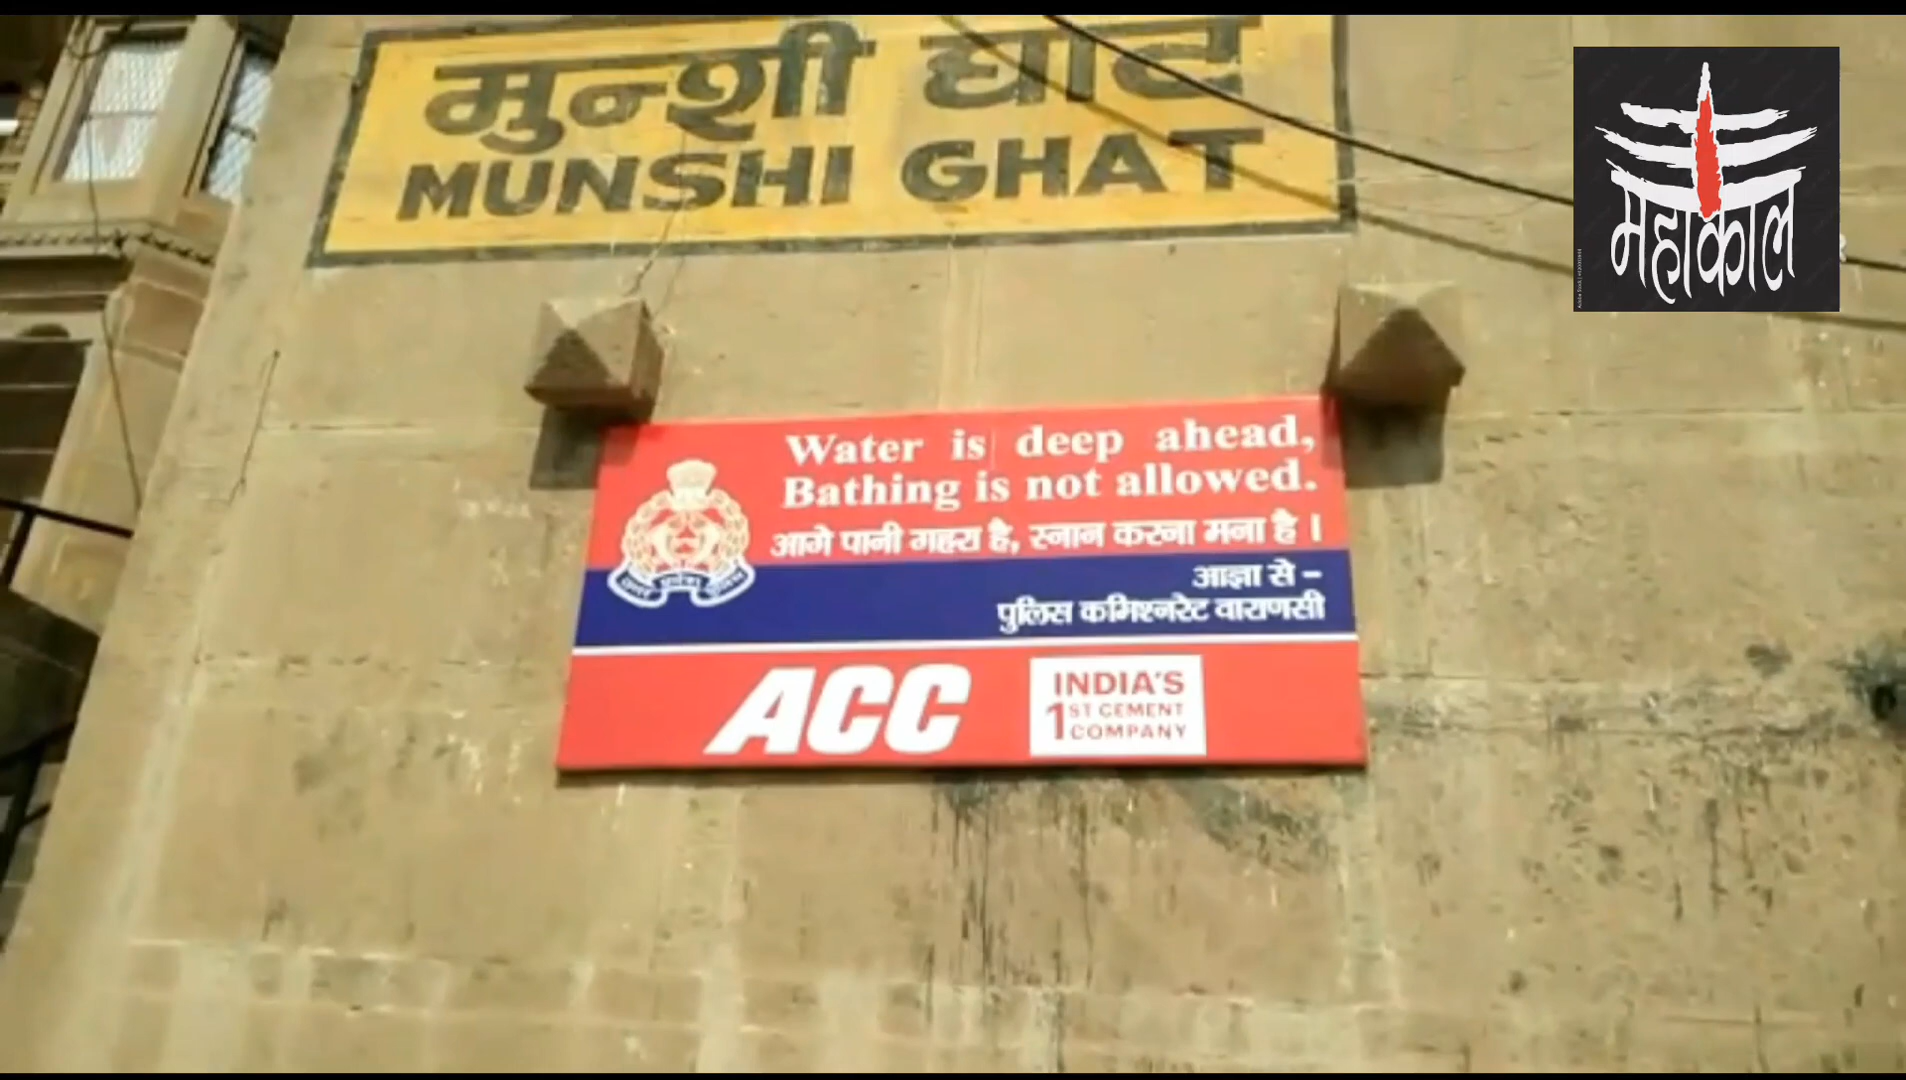 मुन्शी घाट
MUNSHI GHAT
महाकाल
Water is deep ahead,
Bathing is not allowed.
आगे पानी गहरा है, स्नान करना मना है।
आज्ञा से –
पुलिस कमिश्नरेट वाराणसी
ACC
INDIA'S
1ST CEMENT
COMPANY